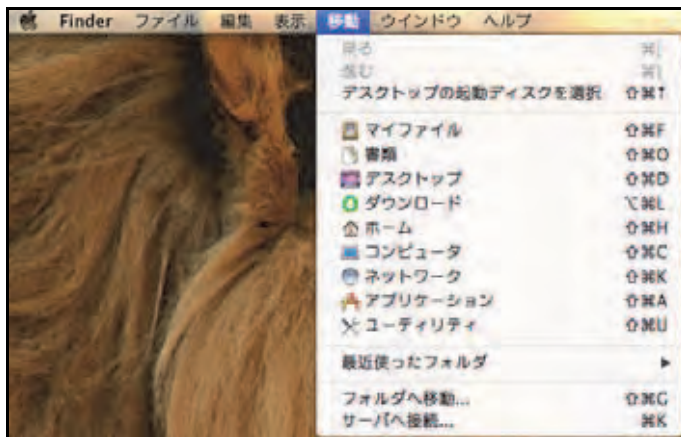 Finder ファイル 編集 表示 移動 ウインドウ ヘルプ
戻る ⌘[
進む ⌘]
デスクトップの起動ディスクを選択 ⇧⌘↑
マイファイル ⇧⌘F
書類 ⇧⌘O
デスクトップ ⇧⌘D
ダウンロード ⌥⌘L
ホーム ⇧⌘H
コンピュータ ⇧⌘C
ネットワーク ⇧⌘K
アプリケーション ⇧⌘A
ユーティリティ ⇧⌘U
最近使ったフォルダ ▶
フォルダへ移動... ⇧⌘G
サーバへ接続... ⌘K